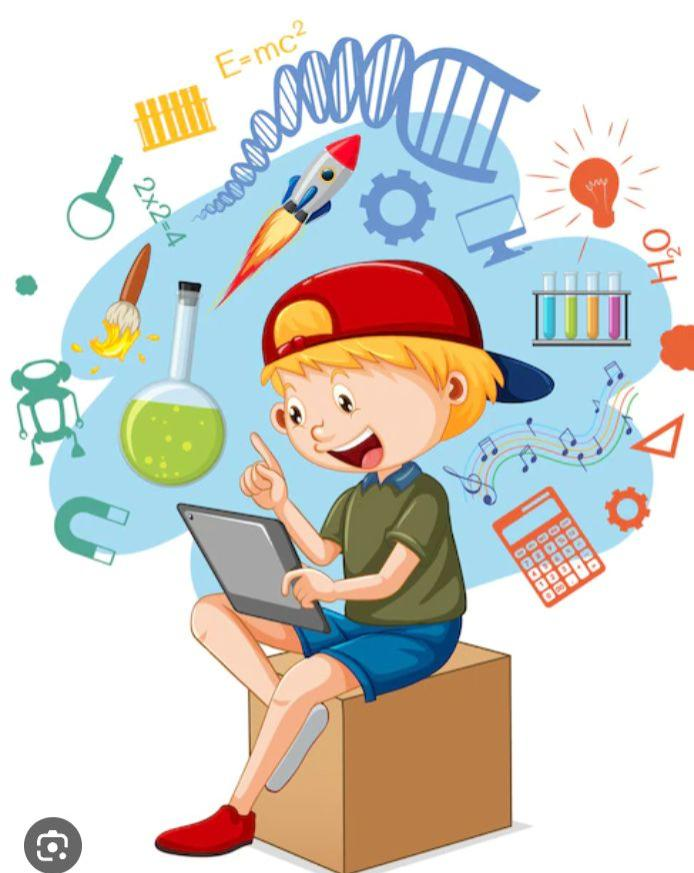 E=mc²
2x2=4
H₂O